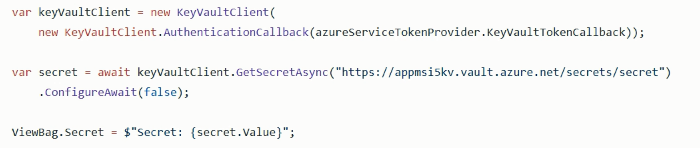 var keyVaultClient = new KeyVaultClient(
    new KeyVaultClient.AuthenticationCallback(azureServiceTokenProvider.KeyVaultTokenCallback));
var secret = await keyVaultClient.GetSecretAsync("https://appmsi5kv.vault.azure.net/secrets/secret")
    .ConfigureAwait(false);
ViewBag.Secret = $"Secret: {secret.Value}";